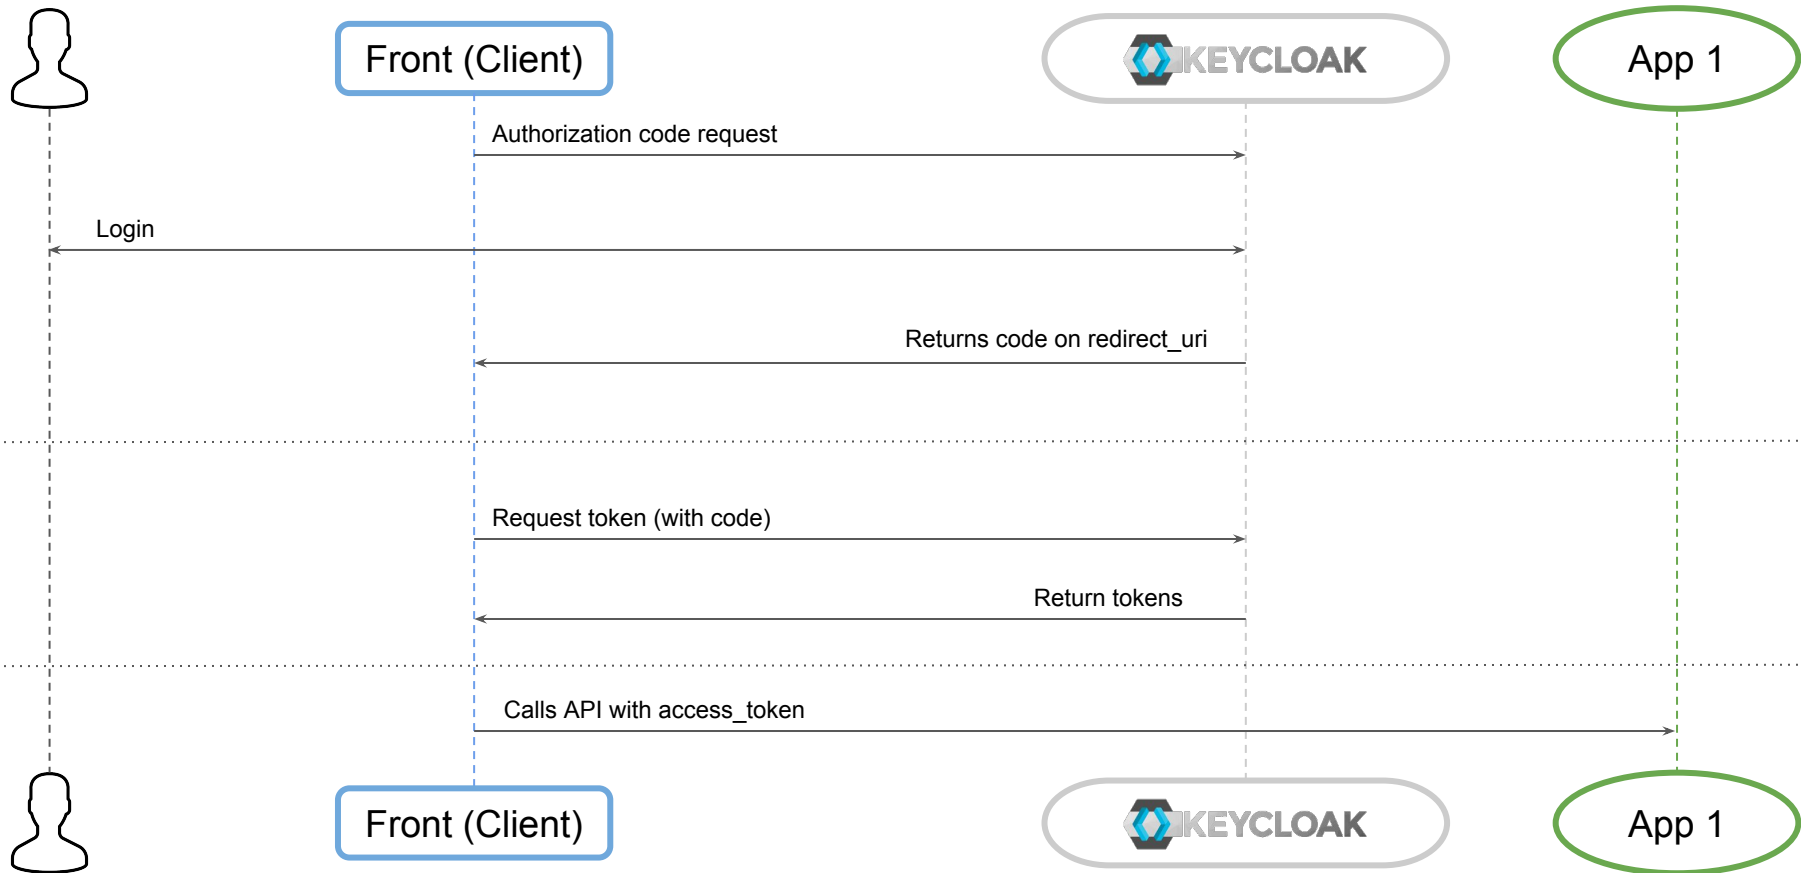 Front (Client)
KEYCLOAK
App 1
Authorization code request
Login
Returns code on redirect_uri
Request token (with code)
Return tokens
Calls API with access_token
Front (Client)
KEYCLOAK
App 1